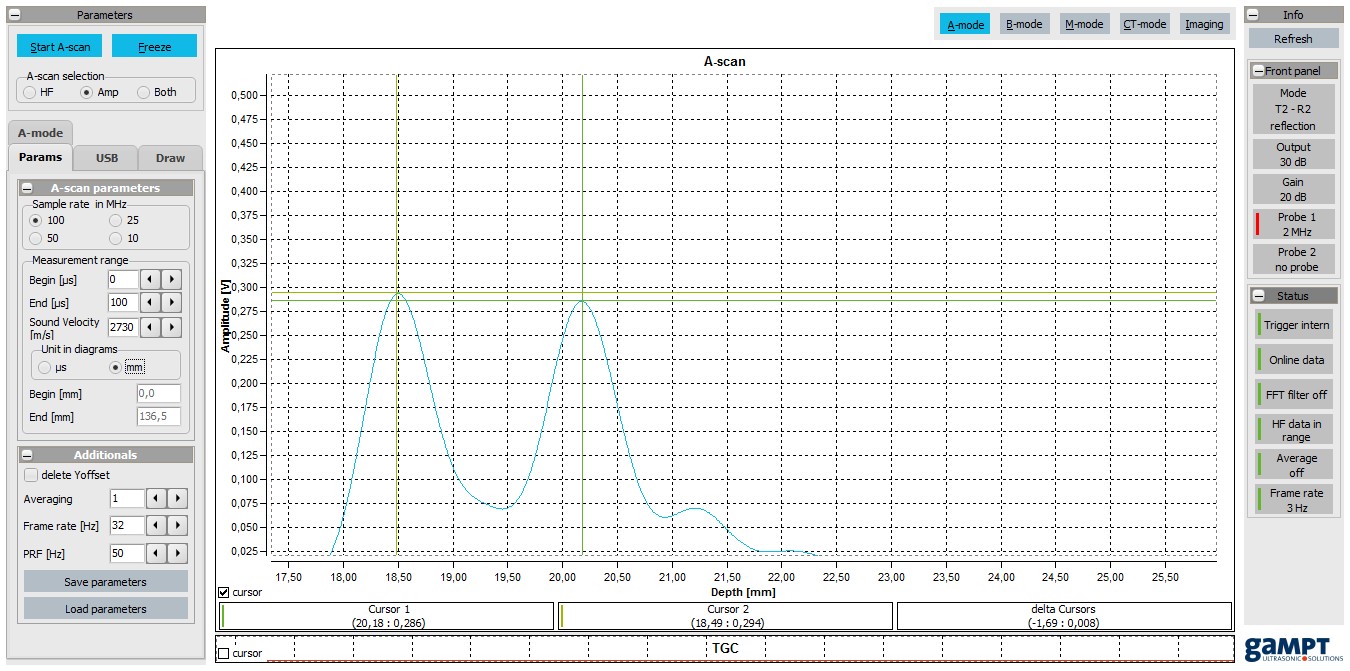 Parameters
Start A-scan
Freeze
A-scan selection
HF
Amp
Both
A-mode
Params
USB
Draw
A-scan parameters
Sample rate in MHz
100
25
50
10
Measurement range
Begin [µs]
0
End [µs]
100
Sound Velocity
[m/s]
2730
Unit in diagrams
µs
mm
Begin [mm]
0,0
End [mm]
136,5
Additionals
delete Yoffset
Averaging
1
Frame rate [Hz]
32
PRF [Hz]
50
Save parameters
Load parameters
A-mode
B-mode
M-mode
CT-mode
Imaging
A-scan
Amplitude [V]
0,500
0,475
0,450
0,425
0,400
0,375
0,350
0,325
0,300
0,275
0,250
0,225
0,200
0,175
0,150
0,125
0,100
0,075
0,050
0,025
17,50
18,00
18,50
19,00
19,50
20,00
20,50
21,00
21,50
22,00
22,50
23,00
23,50
24,00
24,50
25,00
25,50
Depth [mm]
cursor
Cursor 1
(20,18 : 0,286)
Cursor 2
(18,49 : 0,294)
delta Cursors
(-1,69 : 0,008)
cursor
TGC
Info
Refresh
Front panel
Mode
T2 - R2
reflection
Output
30 dB
Gain
20 dB
Probe 1
2 MHz
Probe 2
no probe
Status
Trigger intern
Online data
FFT filter off
HF data in
range
Average
off
Frame rate
3 Hz
gAMPT
ULTRASONIC SOLUTIONS